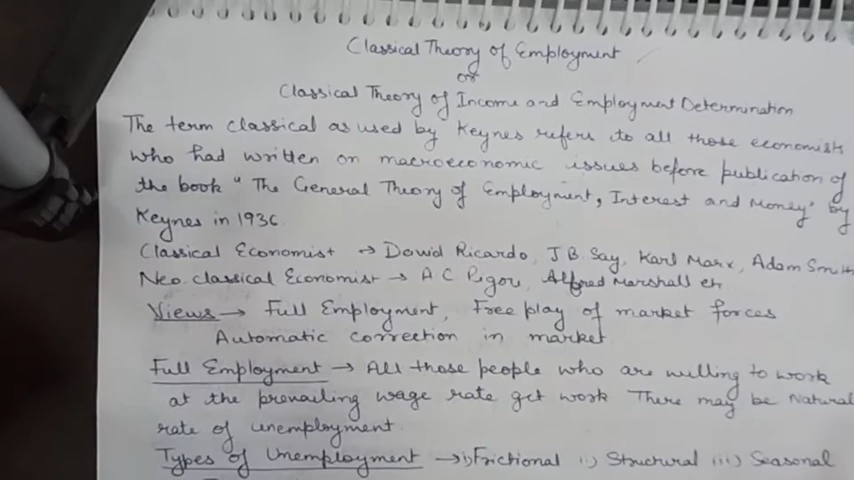 Classical Theory of Employment
or
Classical Theory of Income and Employment Determination
The term classical as used by Keynes refers to all those economists
who had written on macroeconomic issues before publication of
the book " The General Theory of Employment, Interest and Money" by
Keynes in 1936
Classical Economist → David Ricardo, J B. Say, Karl Marx, Adam Smith
Neo. classical Economist → A C Pigou, Alfred Marshall etc
Views → Full Employment, Free play of market forces
Automatic correction in market
Full Employment → All those people who are willing to work
at the prevailing wage rate get work There may be Natural
rate of unemployment.
Types of Unemployment → i) Frictional ii) Structural iii) Seasonal